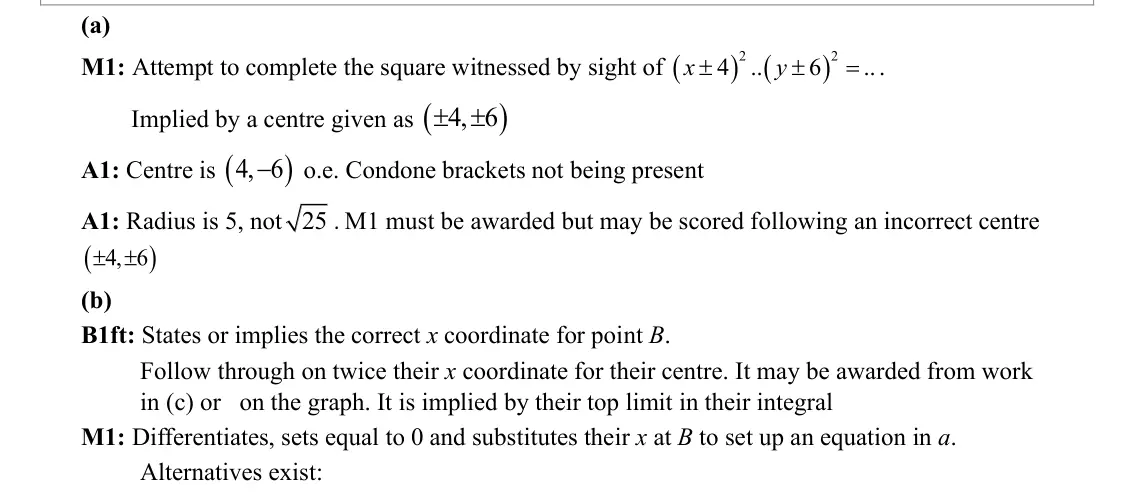 (a)
M1: Attempt to complete the square witnessed by sight of (x±4)²..(y±6)² =...
Implied by a centre given as (±4,±6)
A1: Centre is (4,−6) o.e. Condone brackets not being present
A1: Radius is 5, not √25 . M1 must be awarded but may be scored following an incorrect centre
(±4,±6)
(b)
B1ft: States or implies the correct x coordinate for point B.
Follow through on twice their x coordinate for their centre. It may be awarded from work
in (c) or on the graph. It is implied by their top limit in their integral
M1: Differentiates, sets equal to 0 and substitutes their x at B to set up an equation in a.
Alternatives exist: